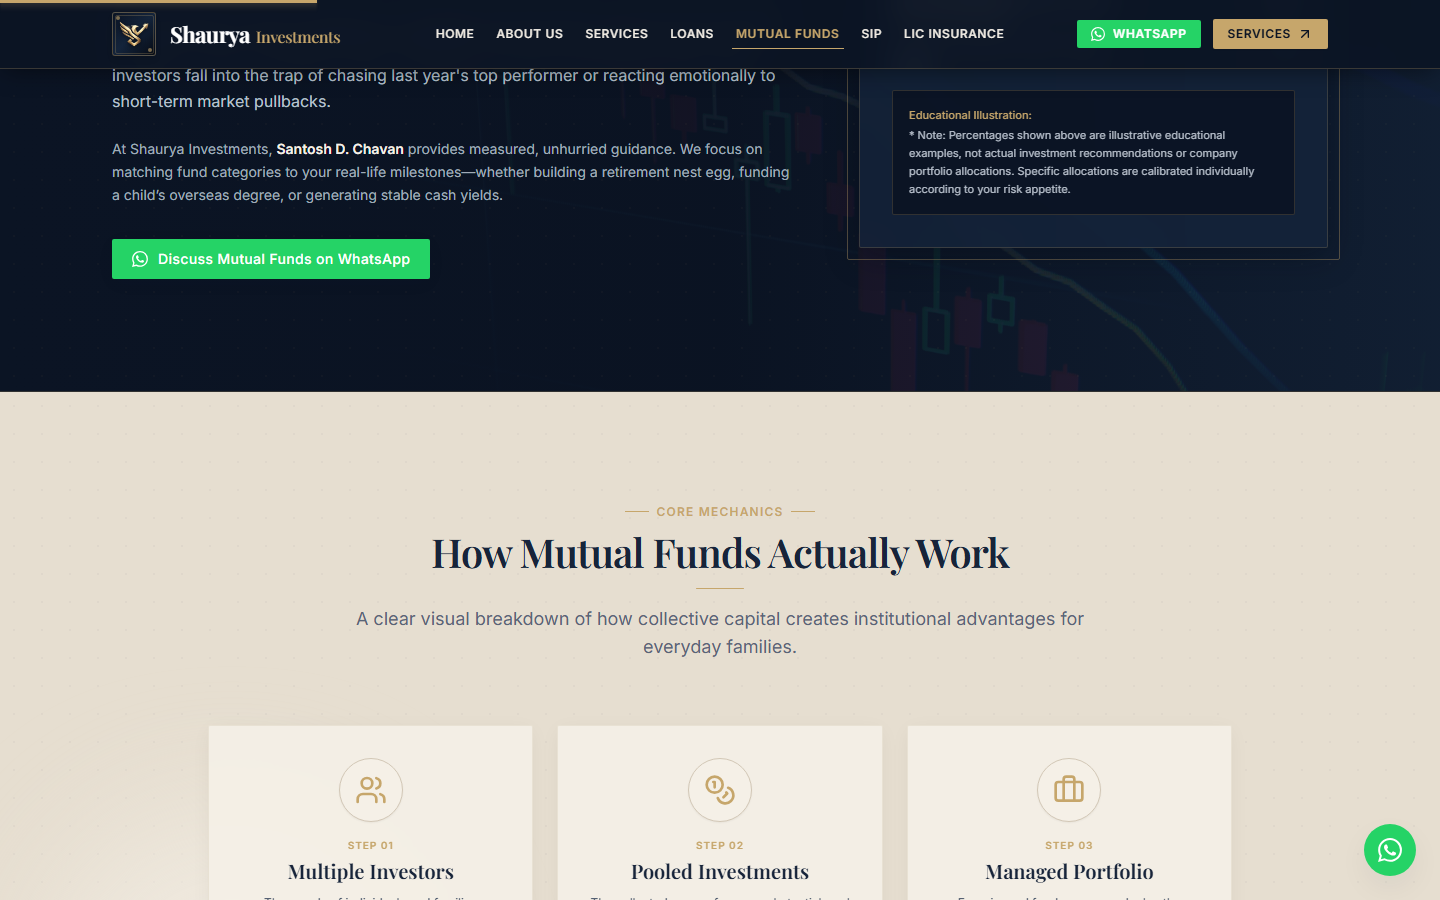 Shaurya Investments
HOME
ABOUT US
SERVICES
LOANS
MUTUAL FUNDS
SIP
LIC INSURANCE
WHATSAPP
SERVICES
investors fall into the trap of chasing last year's top performer or reacting emotionally to
short-term market pullbacks.
At Shaurya Investments, Santosh D. Chavan provides measured, unhurried guidance. We focus on
matching fund categories to your real-life milestones—whether building a retirement nest egg, funding
a child’s overseas degree, or generating stable cash yields.
Discuss Mutual Funds on WhatsApp
Educational Illustration:
* Note: Percentages shown above are illustrative educational
examples, not actual investment recommendations or company
portfolio allocations. Specific allocations are calibrated individually
according to your risk appetite.
CORE MECHANICS
How Mutual Funds Actually Work
A clear visual breakdown of how collective capital creates institutional advantages for
everyday families.
STEP 01
Multiple Investors
STEP 02
Pooled Investments
STEP 03
Managed Portfolio